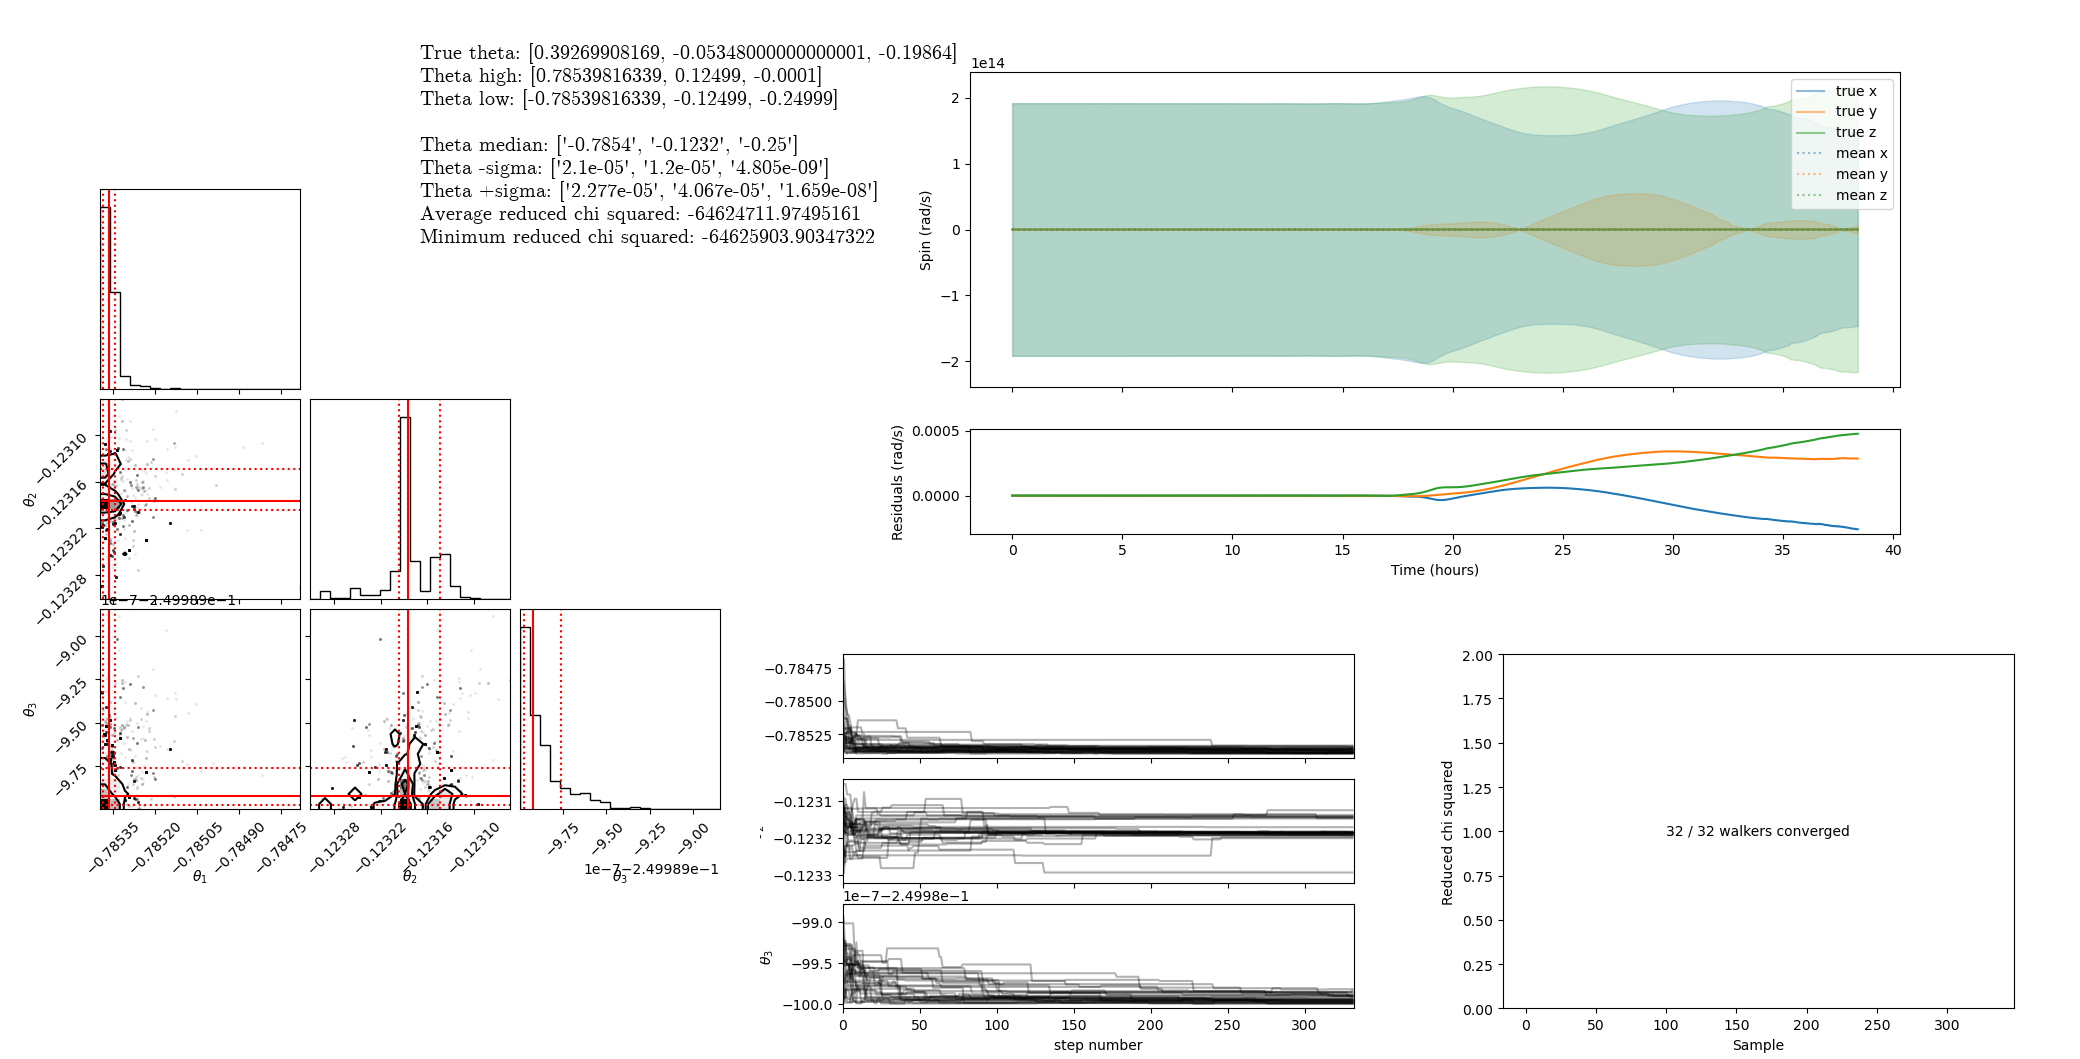 True theta: [0.39269908169, -0.05348000000000001, -0.19864]
Theta high: [0.78539816339, 0.12499, -0.0001]
Theta low: [-0.78539816339, -0.12499, -0.24999]
Theta median: ['-0.7854', '-0.1232', '-0.25']
Theta -sigma: ['2.1e-05', '1.2e-05', '4.805e-09']
Theta +sigma: ['2.277e-05', '4.067e-05', '1.659e-08']
Average reduced chi squared: -64624711.97495161
Minimum reduced chi squared: -64625903.90347322
1e14
Spin (rad/s)
2
1
0
−1
−2
true x
true y
true z
mean x
mean y
mean z
Residuals (rad/s)
0.0005
0.0000
0
5
10
15
20
25
30
35
40
Time (hours)
θ2
−0.12310
−0.12316
−0.12322
−0.12328
1e−7−2.49989e−1
θ3
−9.00
−9.25
−9.50
−9.75
−0.78535
−0.78520
−0.78505
−0.78490
−0.78475
θ1
−0.12328
−0.12322
−0.12316
−0.12310
θ2
−9.75
−9.50
−9.25
−9.00
1e−7−2.49989e−1
θ3
−0.78475
−0.78500
−0.78525
−0.1231
−0.1232
−0.1233
1e−7−2.4998e−1
θ3
−99.0
−99.5
−100.0
0
50
100
150
200
250
300
step number
Reduced chi squared
2.00
1.75
1.50
1.25
1.00
0.75
0.50
0.25
0.00
32 / 32 walkers converged
0
50
100
150
200
250
300
Sample